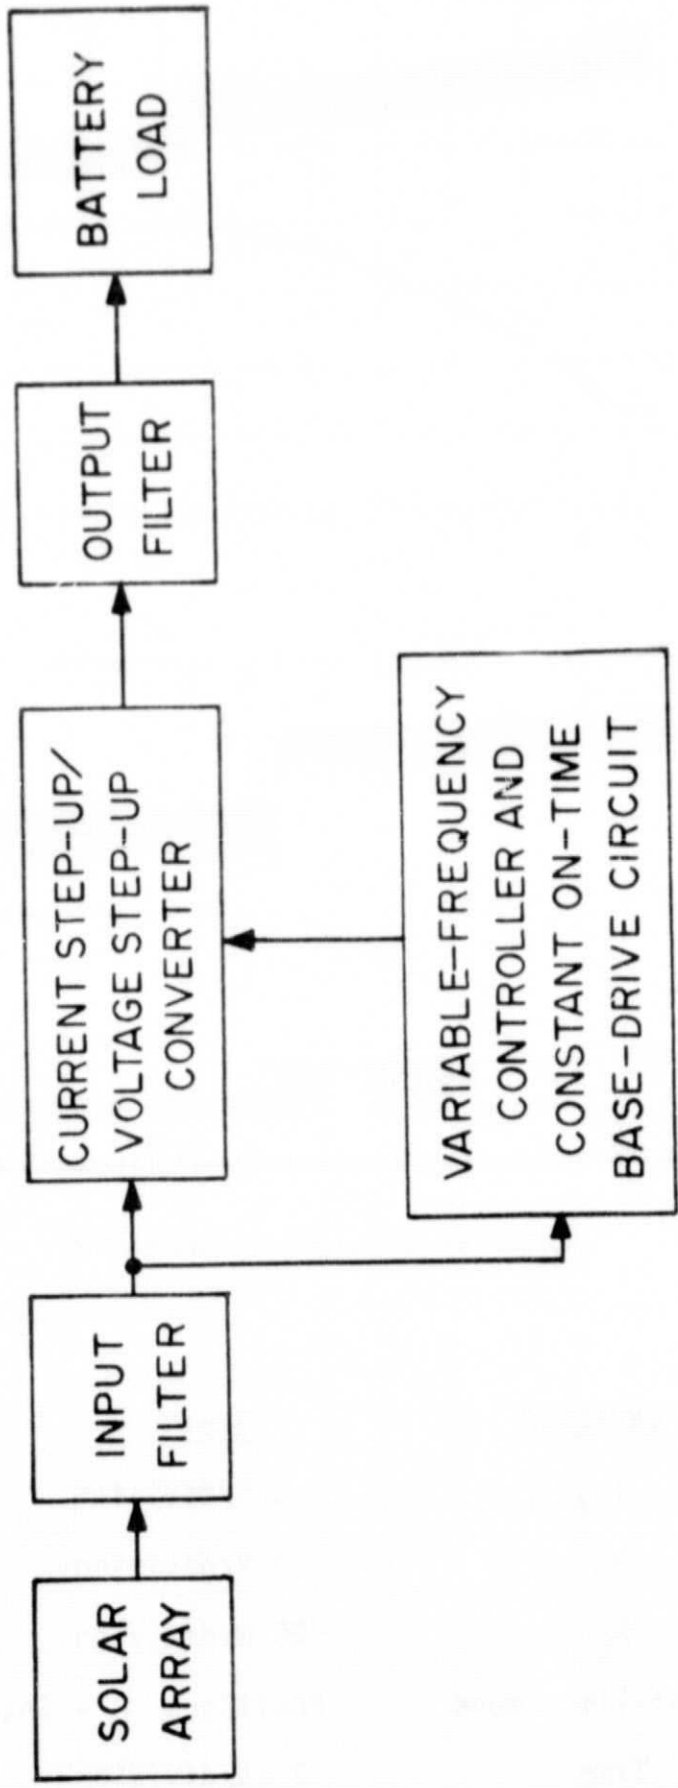 SOLAR
ARRAY
INPUT
FILTER
CURRENT STEP-UP/
VOLTAGE STEP-UP
CONVERTER
OUTPUT
FILTER
BATTERY
LOAD
VARIABLE-FREQUENCY
CONTROLLER AND
CONSTANT ON-TIME
BASE-DRIVE CIRCUIT